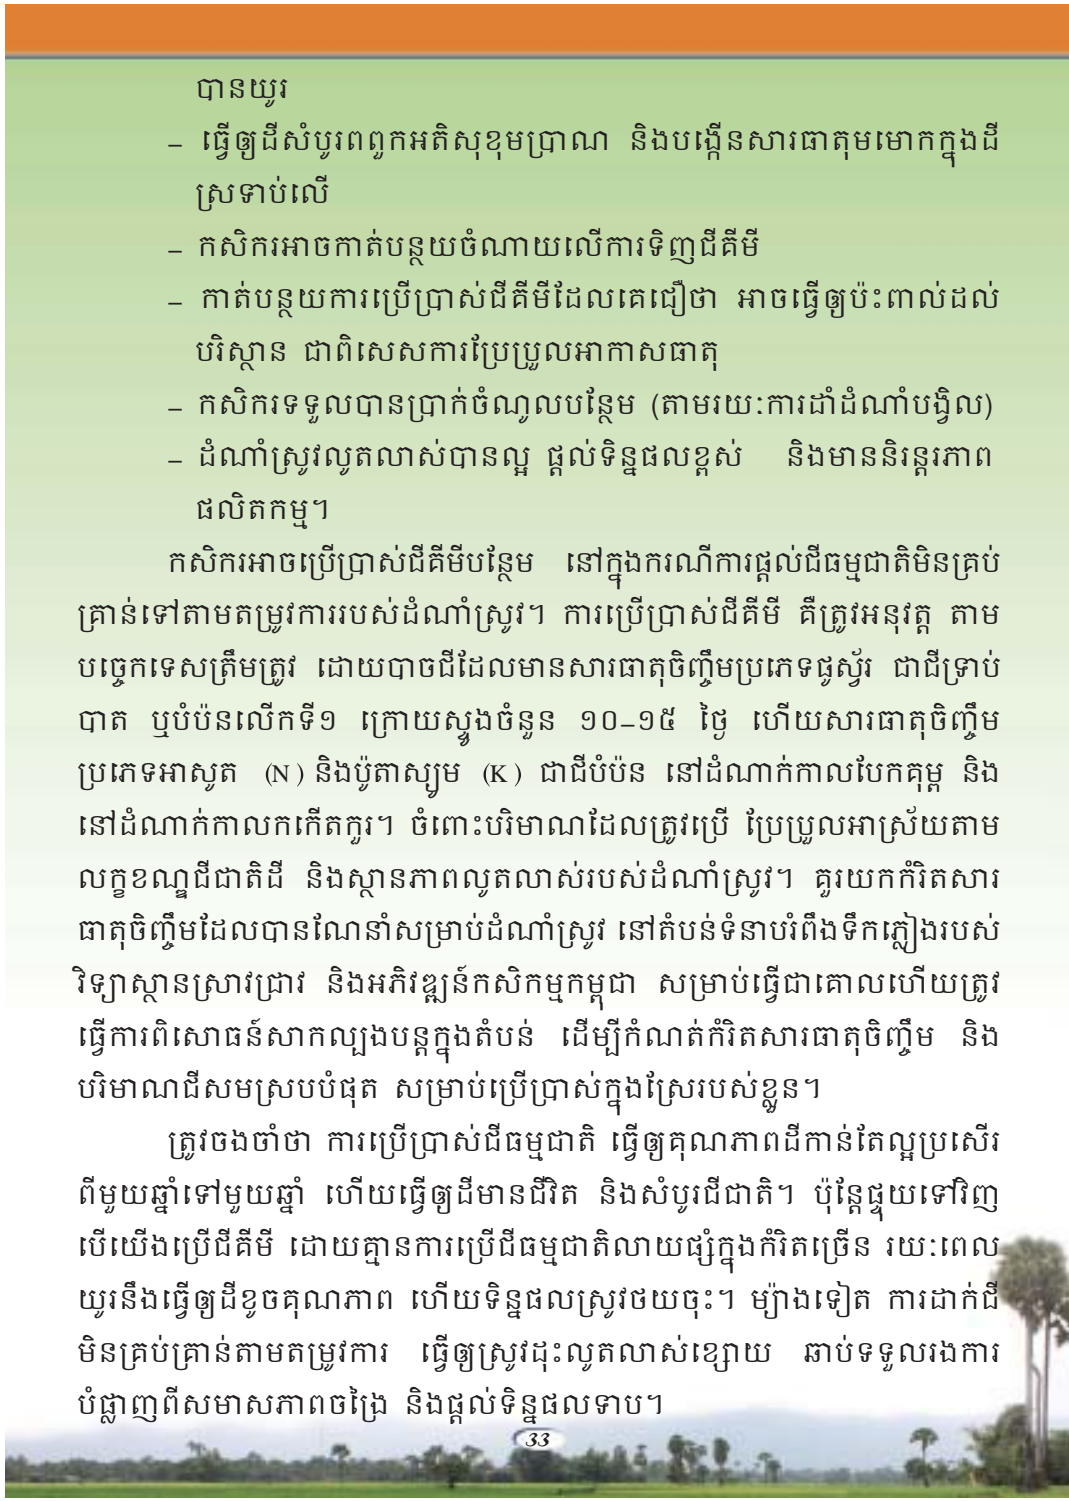 បានយូរ
– ធ្វើឲ្យដីសំបូរពពួកអតិសុខុមប្រាណ និងបង្កើនសារធាតុមមោកក្នុងដី
ស្រទាប់លើ
– កសិករអាចកាត់បន្ថយចំណាយលើការទិញជីគីមី
– កាត់បន្ថយការប្រើប្រាស់ជីគីមីដែលគេជឿថា អាចធ្វើឲ្យប៉ះពាល់ដល់
បរិស្ថាន ជាពិសេសការប្រែប្រួលអាកាសធាតុ
– កសិករទទួលបានប្រាក់ចំណូលបន្ថែម (តាមរយៈការដាំដំណាំបង្វិល)
– ដំណាំស្រូវលូតលាស់បានល្អ ផ្តល់ទិន្នផលខ្ពស់ និងមាននិរន្តរភាព
ផលិតកម្ម។
កសិករអាចប្រើប្រាស់ជីគីមីបន្ថែម នៅក្នុងករណីការផ្តល់ជីធម្មជាតិមិនគ្រប់
គ្រាន់ទៅតាមតម្រូវការរបស់ដំណាំស្រូវ។ ការប្រើប្រាស់ជីគីមី គឺត្រូវអនុវត្ត តាម
បច្ចេកទេសត្រឹមត្រូវ ដោយបាចជីដែលមានសារធាតុចិញ្ចឹមប្រភេទផូស្វ័រ ជាជីទ្រាប់
បាត ឬបំប៉នលើកទី១ ក្រោយស្ទូងចំនួន ១០–១៥ ថ្ងៃ ហើយសារធាតុចិញ្ចឹម
ប្រភេទអាសូត (N) និងប៉ូតាស្យូម (K) ជាជីបំប៉ន នៅដំណាក់កាលបែកគុម្ព និង
នៅដំណាក់កាលកកើតកួរ។ ចំពោះបរិមាណដែលត្រូវប្រើ ប្រែប្រួលអាស្រ័យតាម
លក្ខខណ្ឌជីជាតិដី និងស្ថានភាពលូតលាស់របស់ដំណាំស្រូវ។ គួរយកកំរិតសារ
ធាតុចិញ្ចឹមដែលបានណែនាំសម្រាប់ដំណាំស្រូវ នៅតំបន់ទំនាបរំពឹងទឹកភ្លៀងរបស់
វិទ្យាស្ថានស្រាវជ្រាវ និងអភិវឌ្ឍន៍កសិកម្មកម្ពុជា សម្រាប់ធ្វើជាគោលហើយត្រូវ
ធ្វើការពិសោធន៍សាកល្បងបន្តក្នុងតំបន់ ដើម្បីកំណត់កំរិតសារធាតុចិញ្ចឹម និង
បរិមាណជីសមស្របបំផុត សម្រាប់ប្រើប្រាស់ក្នុងស្រែរបស់ខ្លួន។
ត្រូវចងចាំថា ការប្រើប្រាស់ជីធម្មជាតិ ធ្វើឲ្យគុណភាពដីកាន់តែល្អប្រសើរ
ពីមួយឆ្នាំទៅមួយឆ្នាំ ហើយធ្វើឲ្យដីមានជីវិត និងសំបូរជីជាតិ។ ប៉ុន្តែផ្ទុយទៅវិញ
បើយើងប្រើជីគីមី ដោយគ្មានការប្រើជីធម្មជាតិលាយផ្សំក្នុងកំរិតច្រើន រយៈពេល
យូរនឹងធ្វើឲ្យដីខូចគុណភាព ហើយទិន្នផលស្រូវថយចុះ។ ម្យ៉ាងទៀត ការដាក់ជី
មិនគ្រប់គ្រាន់តាមតម្រូវការ ធ្វើឲ្យស្រូវដុះលូតលាស់ខ្សោយ ឆាប់ទទួលរងការ
បំផ្លាញពីសមាសភាពចង្រៃ និងផ្តល់ទិន្នផលទាប។
33